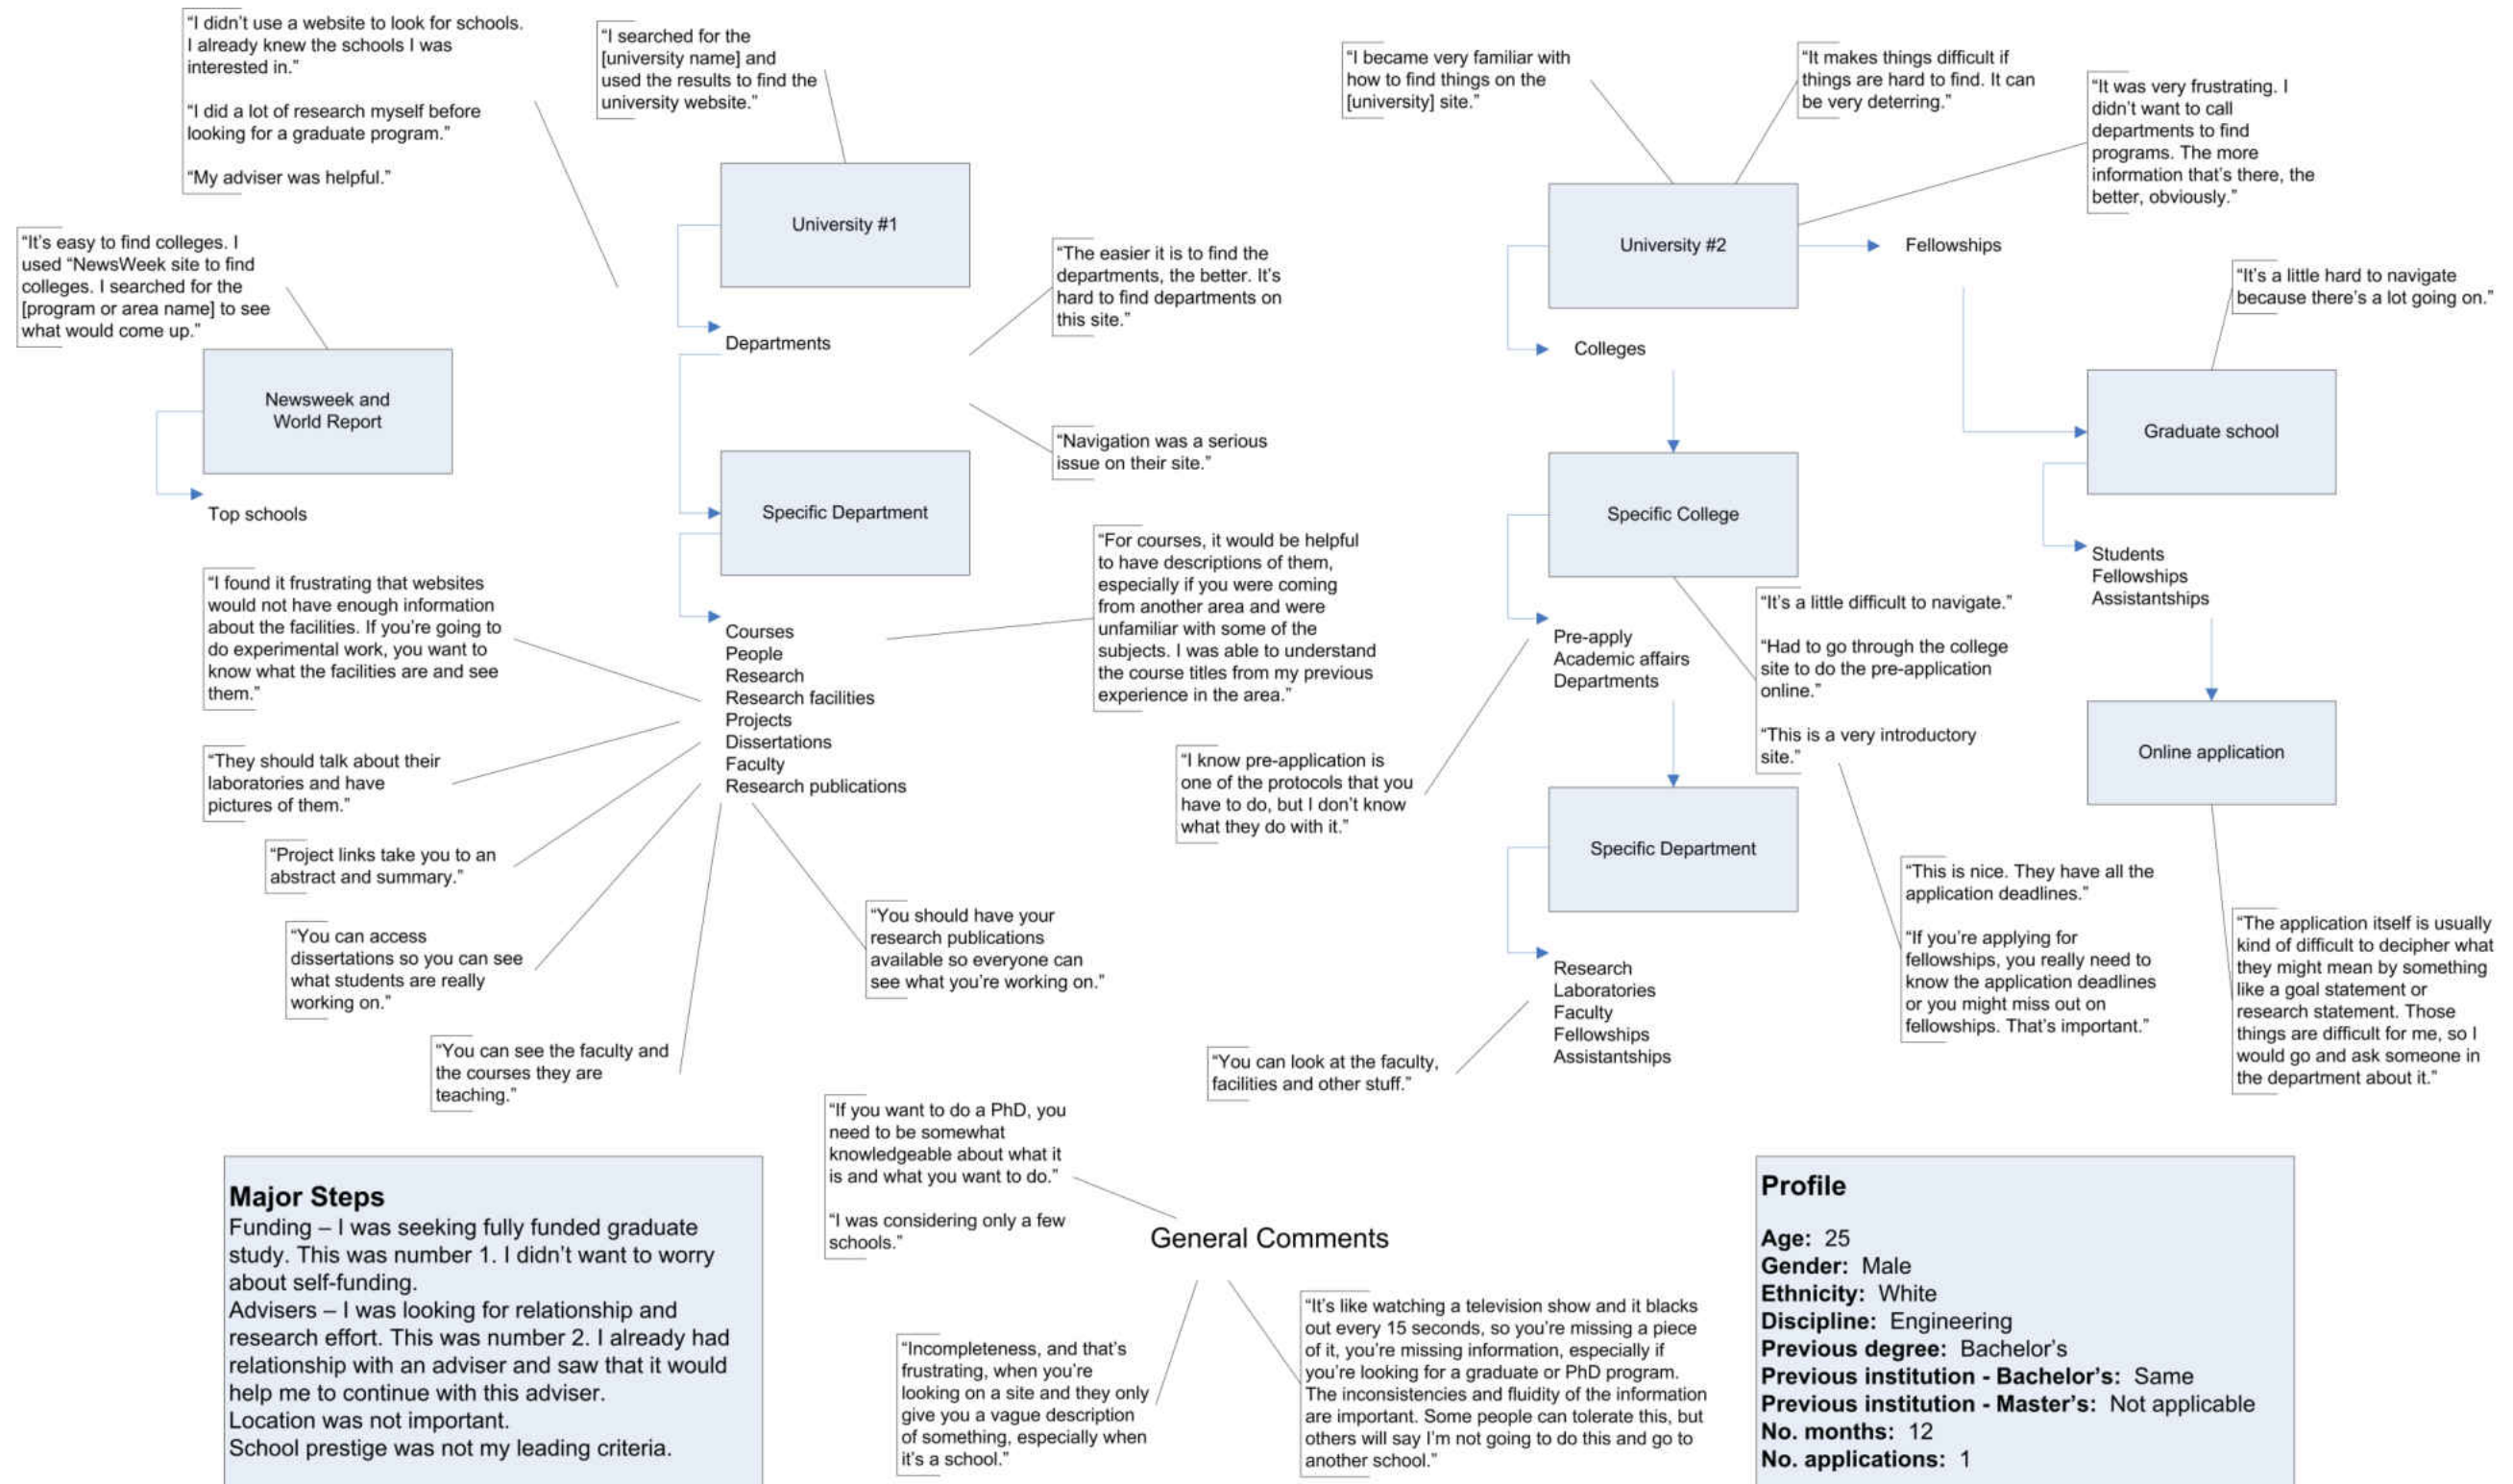 “I didn’t use a website to look for schools.
I already knew the schools I was
interested in.”
“I did a lot of research myself before
looking for a graduate program.”
“My adviser was helpful.”
“I searched for the
[university name] and
used the results to find the
university website.”
“It’s easy to find colleges. I
used “NewsWeek site to find
colleges. I searched for the
[program or area name] to see
what would come up.”
Newsweek and
World Report
Top schools
University #1
Departments
“The easier it is to find the
departments, the better. It’s
hard to find departments on
this site.”
“Navigation was a serious
issue on their site.”
Specific Department
Courses
People
Research
Research facilities
Projects
Dissertations
Faculty
Research publications
“For courses, it would be helpful
to have descriptions of them,
especially if you were coming
from another area and were
unfamiliar with some of the
subjects. I was able to understand
the course titles from my previous
experience in the area.”
“I found it frustrating that websites
would not have enough information
about the facilities. If you’re going to
do experimental work, you want to
know what the facilities are and see
them.”
“They should talk about their
laboratories and have
pictures of them.”
“Project links take you to an
abstract and summary.”
“You can access
dissertations so you can see
what students are really
working on.”
“You can see the faculty and
the courses they are
teaching.”
“You should have your
research publications
available so everyone can
see what you’re working on.”
“I became very familiar with
how to find things on the
[university] site.”
“It makes things difficult if
things are hard to find. It can
be very deterring.”
“It was very frustrating. I
didn’t want to call
departments to find
programs. The more
information that’s there, the
better, obviously.”
University #2
Fellowships
Colleges
“It’s a little hard to navigate
because there’s a lot going on.”
Graduate school
Students
Fellowships
Assistantships
Online application
“The application itself is usually
kind of difficult to decipher what
they might mean by something
like a goal statement or
research statement. Those
things are difficult for me, so I
would go and ask someone in
the department about it.”
Specific College
Pre-apply
Academic affairs
Departments
“It’s a little difficult to navigate.”
“Had to go through the college
site to do the pre-application
online.”
“This is a very introductory
site.”
“This is nice. They have all the
application deadlines.”
“If you’re applying for
fellowships, you really need to
know the application deadlines
or you might miss out on
fellowships. That’s important.”
“I know pre-application is
one of the protocols that you
have to do, but I don’t know
what they do with it.”
Specific Department
Research
Laboratories
Faculty
Fellowships
Assistantships
“You can look at the faculty,
facilities and other stuff.”
Major Steps
Funding – I was seeking fully funded graduate
study. This was number 1. I didn’t want to worry
about self-funding.
Advisers – I was looking for relationship and
research effort. This was number 2. I already had
relationship with an adviser and saw that it would
help me to continue with this adviser.
Location was not important.
School prestige was not my leading criteria.
“If you want to do a PhD, you
need to be somewhat
knowledgeable about what it
is and what you want to do.”
“I was considering only a few
schools.”
General Comments
“Incompleteness, and that’s
frustrating, when you’re
looking on a site and they only
give you a vague description
of something, especially when
it’s a school.”
“It’s like watching a television show and it blacks
out every 15 seconds, so you’re missing a piece
of it, you’re missing information, especially if
you’re looking for a graduate or PhD program.
The inconsistencies and fluidity of the information
are important. Some people can tolerate this, but
others will say I’m not going to do this and go to
another school.”
Profile
Age: 25
Gender: Male
Ethnicity: White
Discipline: Engineering
Previous degree: Bachelor’s
Previous institution - Bachelor’s: Same
Previous institution - Master’s: Not applicable
No. months: 12
No. applications: 1